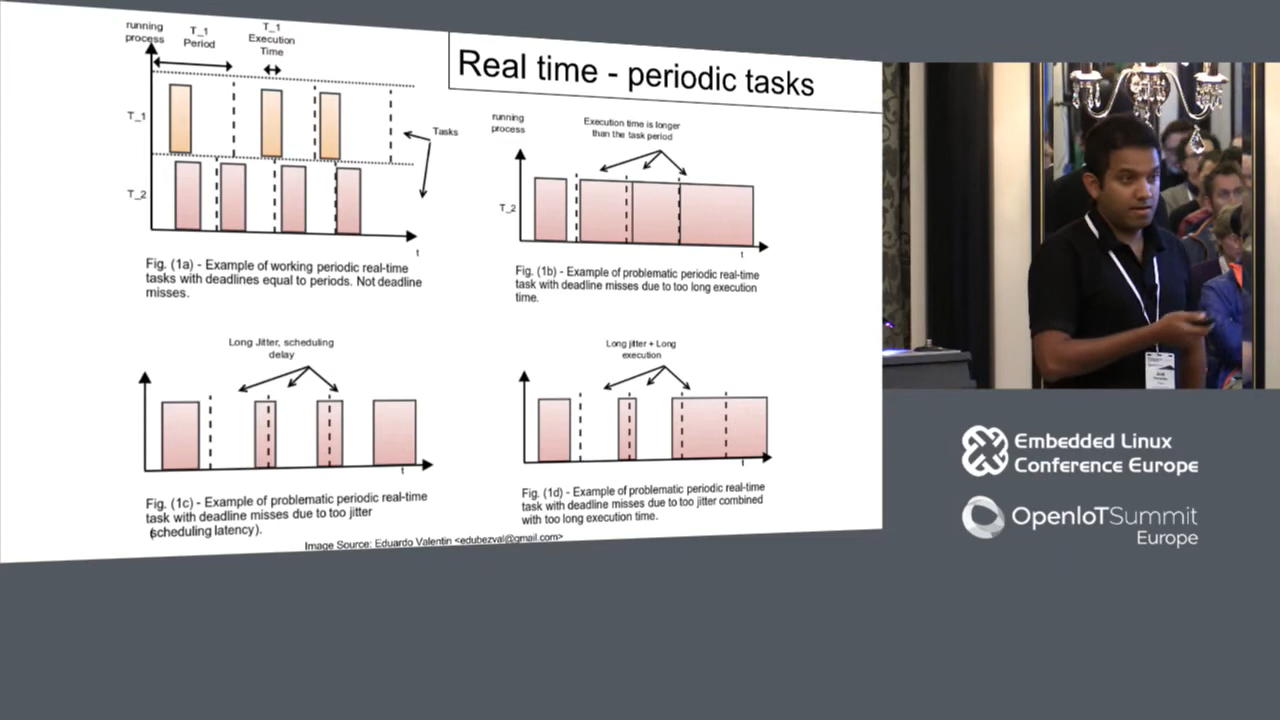 Real time - periodic tasks
running
process
T_1
Period
T_1
Execution
Time
T_1
T_2
Tasks
t
Fig. (1a) - Example of working periodic real-time
tasks with deadlines equal to periods. Not deadline
misses.
running
process
Execution time is longer
than the task period
T_2
t
Fig. (1b) - Example of problematic periodic real-time
task with deadline misses due to too long execution
time.
Long Jitter, scheduling
delay
t
Fig. (1c) - Example of problematic periodic real-time
task with deadline misses due to too jitter
(scheduling latency).
Long jitter + Long
execution
t
Fig. (1d) - Example of problematic periodic real-time
task with deadline misses due to too jitter combined
with too long execution time.
Image Source: Eduardo Valentin <edubezval@gmail.com>
Embedded Linux
Conference Europe
OpenIoTSummit
Europe